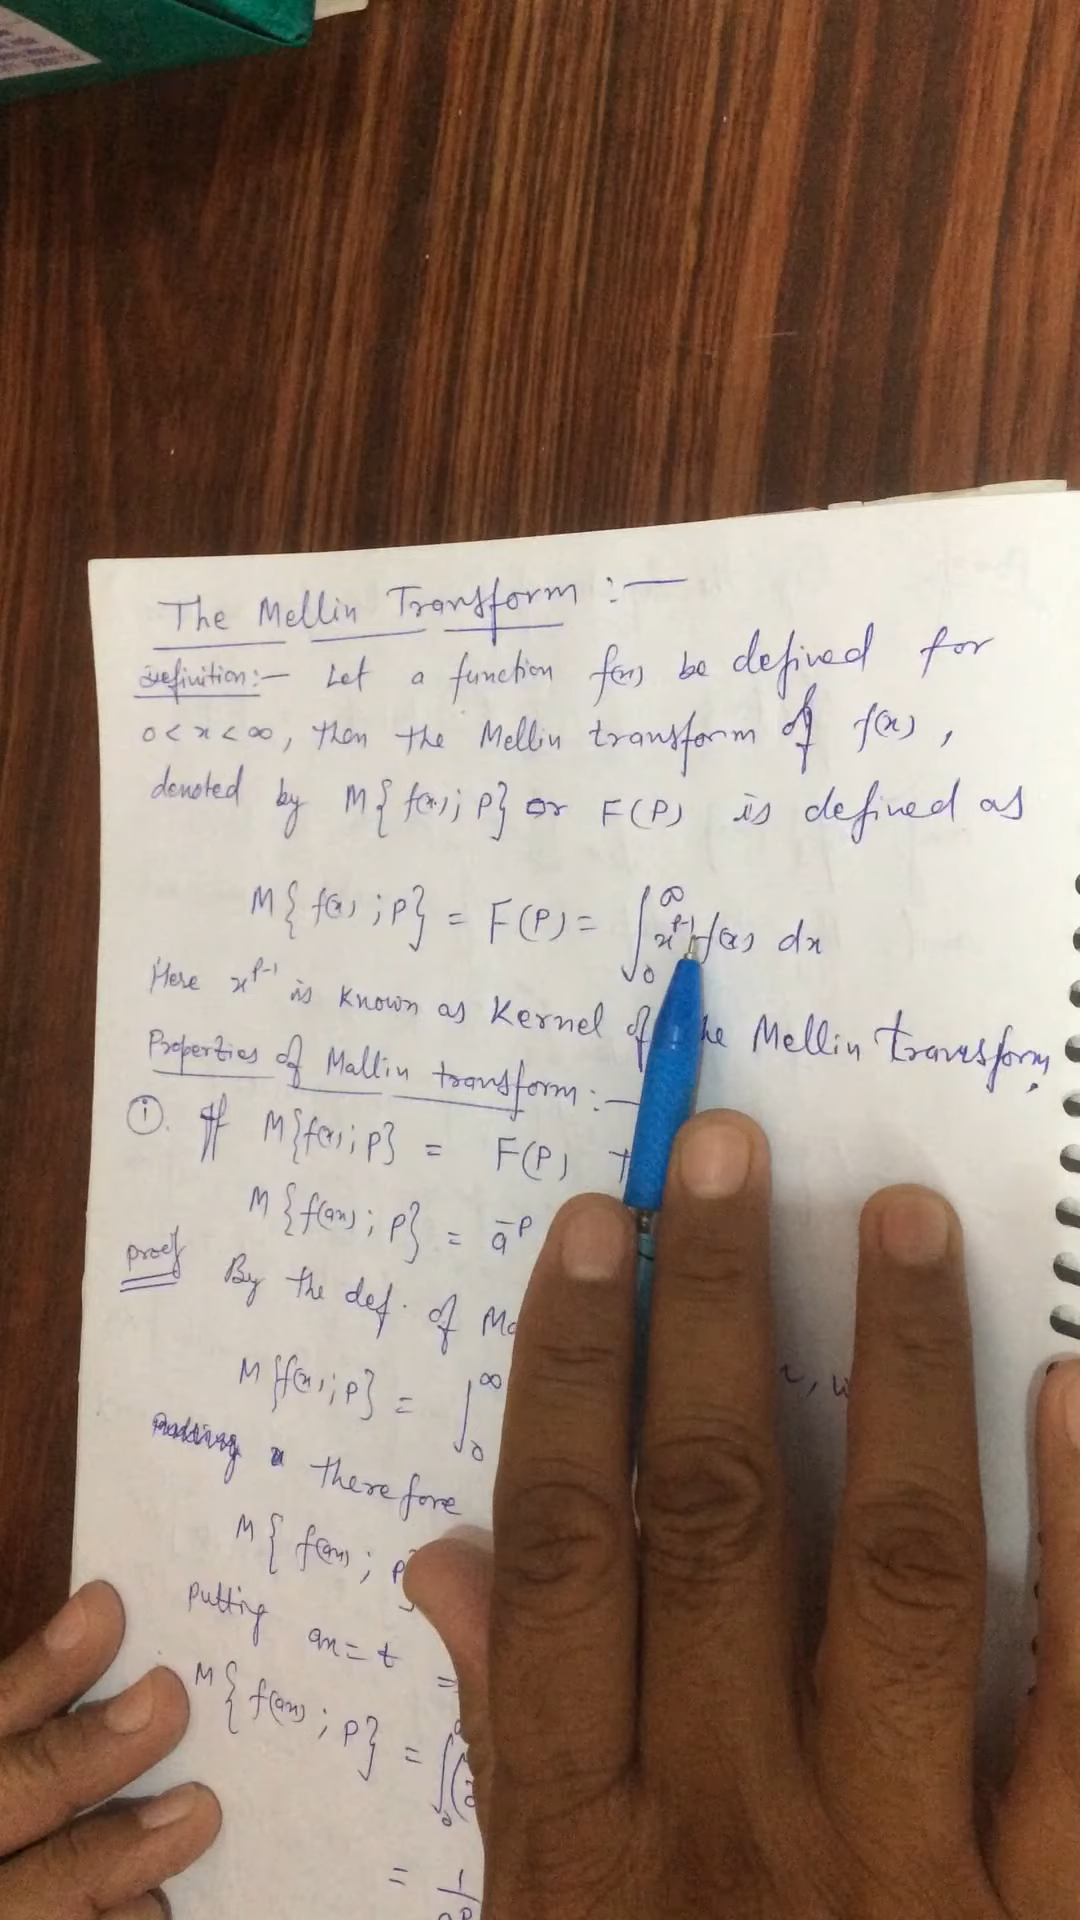 The Mellin Transform :—
Definition:— Let a function f(x) be defined for
0 < x < ∞, then the Mellin transform of f(x),
denoted by M{f(x); P} or F(P) is defined as
M{f(x); P} = F(P) = ∫₀^∞ x^{P-1} f(x) dx
Here x^{P-1} is known as Kernel of the Mellin transform,
Properties of Mallin transform:—
(i). If M{f(x); P} = F(P)
M{f(ax); P} = a^{-P}
Proof By the def. of
M{f(x); P} = ∫₀^∞
therefore
M{f(ax); P}
Putting ax = t
M{f(ax); P} = ∫₀
= 1